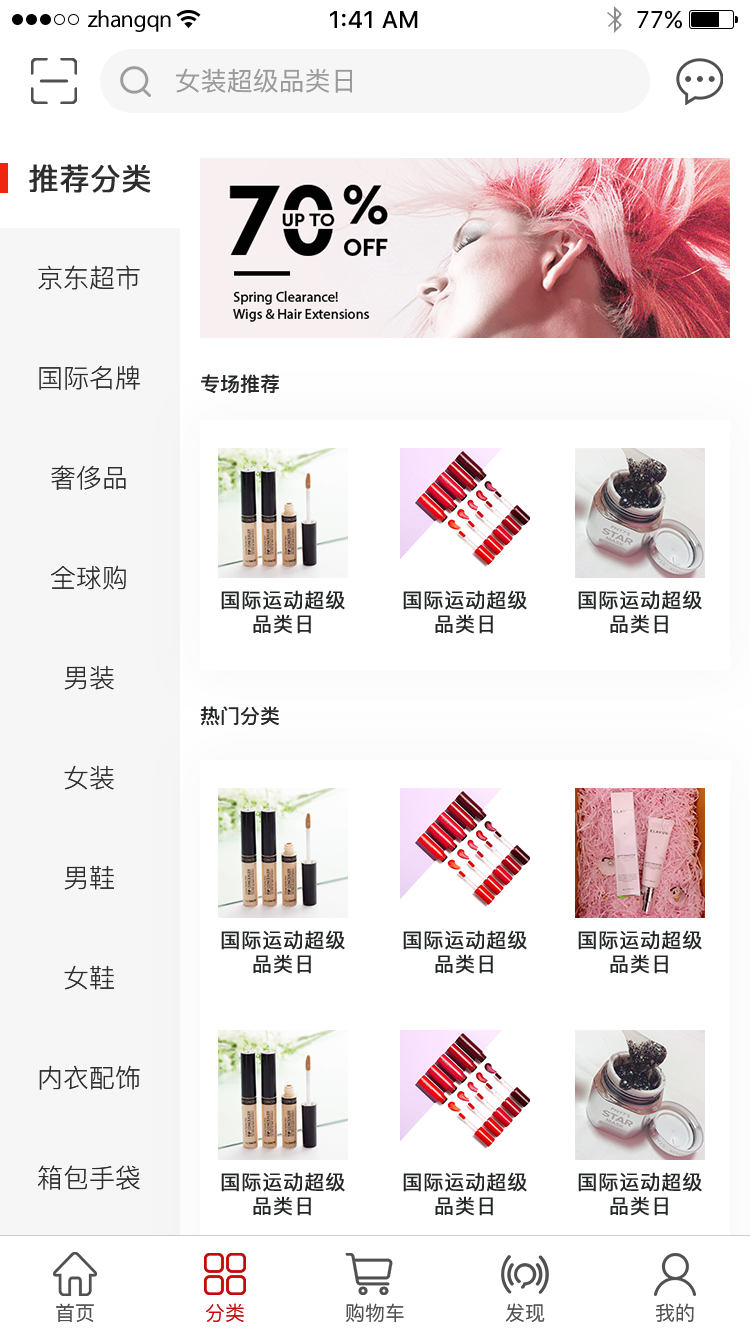 zhangqn 1:41 AM 77%
女装超级品类日
推荐分类
京东超市
国际名牌
奢侈品
全球购
男装
女装
男鞋
女鞋
内衣配饰
箱包手袋
70%
UP TO
OFF
Spring Clearance!
Wigs & Hair Extensions
专场推荐
STAR
国际运动超级 国际运动超级 国际运动超级
品类日 品类日 品类日
热门分类
国际运动超级 国际运动超级 国际运动超级
品类日 品类日 品类日
STAR
国际运动超级 国际运动超级 国际运动超级
品类日 品类日 品类日
首页 分类 购物车 发现 我的